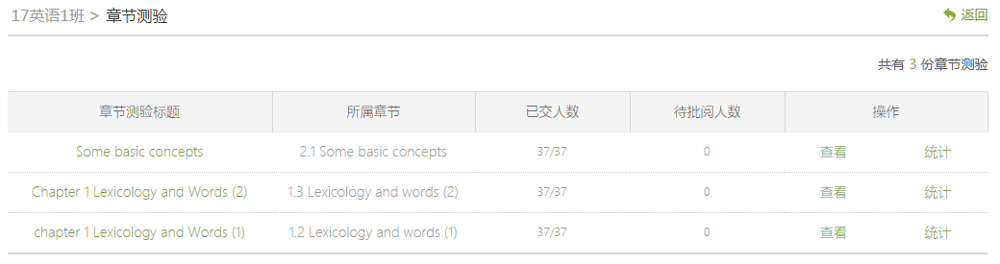 17英语1班 > 章节测验 返回
共有 3 份章节测验
章节测验标题 所属章节 已交人数 待批阅人数 操作
Some basic concepts 2.1 Some basic concepts 37/37 0 查看 统计
Chapter 1 Lexicology and Words (2) 1.3 Lexicology and words (2) 37/37 0 查看 统计
chapter 1 Lexicology and Words (1) 1.2 Lexicology and words (1) 37/37 0 查看 统计